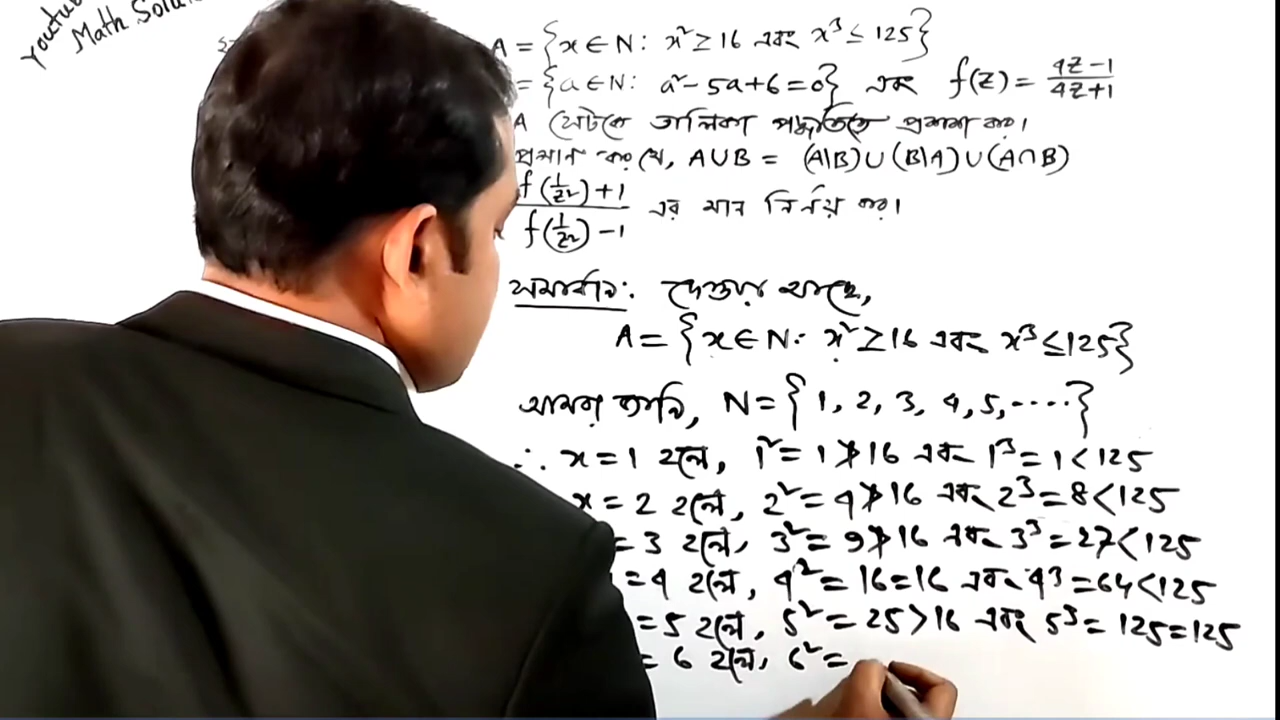 youtube
Math Solu
A = {x ∈ N: x² ≥ 16 এবং x³ ≤ 125}
= {a ∈ N: a² - 5a + 6 = 0} এবং f(z) = (4z-1)/(4z+1)
A সেটকে তালিকা পদ্ধতিতে প্রকাশ কর।
প্রমাণ কর যে, A∪B = (A\B)∪(B\A)∪(A∩B)
(f(1/z²)+1)/(f(1/z²)-1) এর মান নির্ণয় কর।
সমাধান: দেওয়া আছে,
A = {x ∈ N: x² ≥ 16 এবং x³ ≤ 125}
আমরা জানি, N = {1, 2, 3, 4, 5, ....}
∴ x = 1 হলে, 1² = 1 ≯ 16 এবং 1³ = 1 < 125
x = 2 হলে, 2² = 4 ≯ 16 এবং 2³ = 8 < 125
= 3 হলে, 3² = 9 ≯ 16 এবং 3³ = 27 < 125
= 4 হলে, 4² = 16 = 16 এবং 4³ = 64 < 125
= 5 হলে, 5² = 25 > 16 এবং 5³ = 125 = 125
= 6 হলে, 6² =